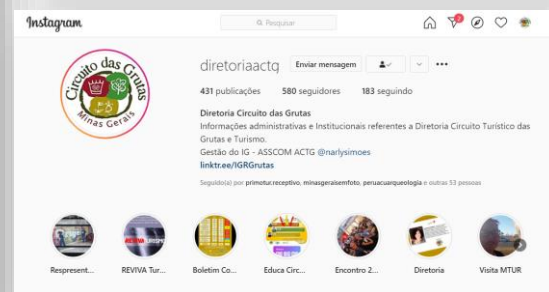 Instagram
Pesquisar
2
Circuito das Grutas
Minas Gerais
diretoriaactg
Enviar mensagem
431 publicações 580 seguidores 183 seguindo
Diretoria Circuito das Grutas
Informações administrativas e Institucionais referentes a Diretoria Circuito Turístico das
Grutas e Turismo.
Gestão do IG - ASSCOM ACTG @narlysimoes
linktr.ee/IGRGrutas
Seguido(a) por primotur.receptivo, minasgeraisemfoto, peruacuarqueologia e outras 53 pessoas
Respresent... REVIVA Tur... Boletim Co... Educa Circ... Encontro 2... Diretoria Visita MTUR